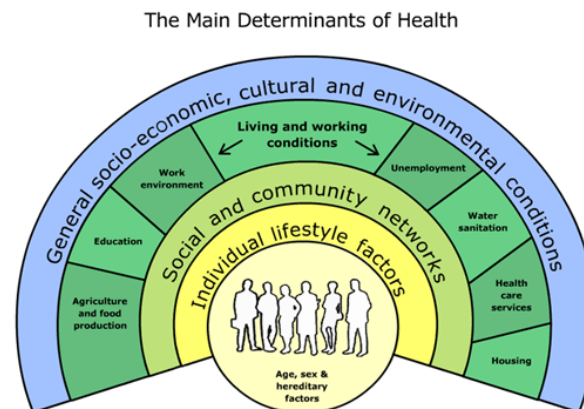 The Main Determinants of Health
General socio-economic, cultural and environmental conditions
Living and working
conditions
Work
environment
Unemployment
Education
Water
sanitation
Agriculture
and food
production
Health
care
services
Housing
Social and community networks
Individual lifestyle factors
Age, sex &
hereditary
factors